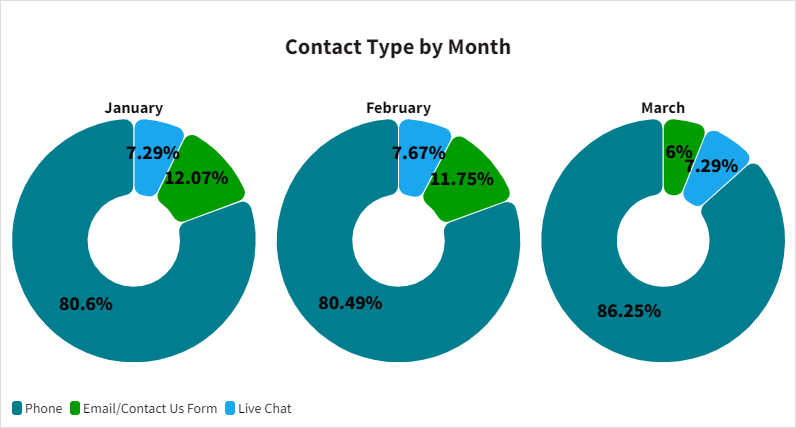 Contact Type by Month
January
February
March
7.29%
12.07%
80.6%
7.67%
11.75%
80.49%
6%
7.29%
86.25%
Phone
Email/Contact Us Form
Live Chat